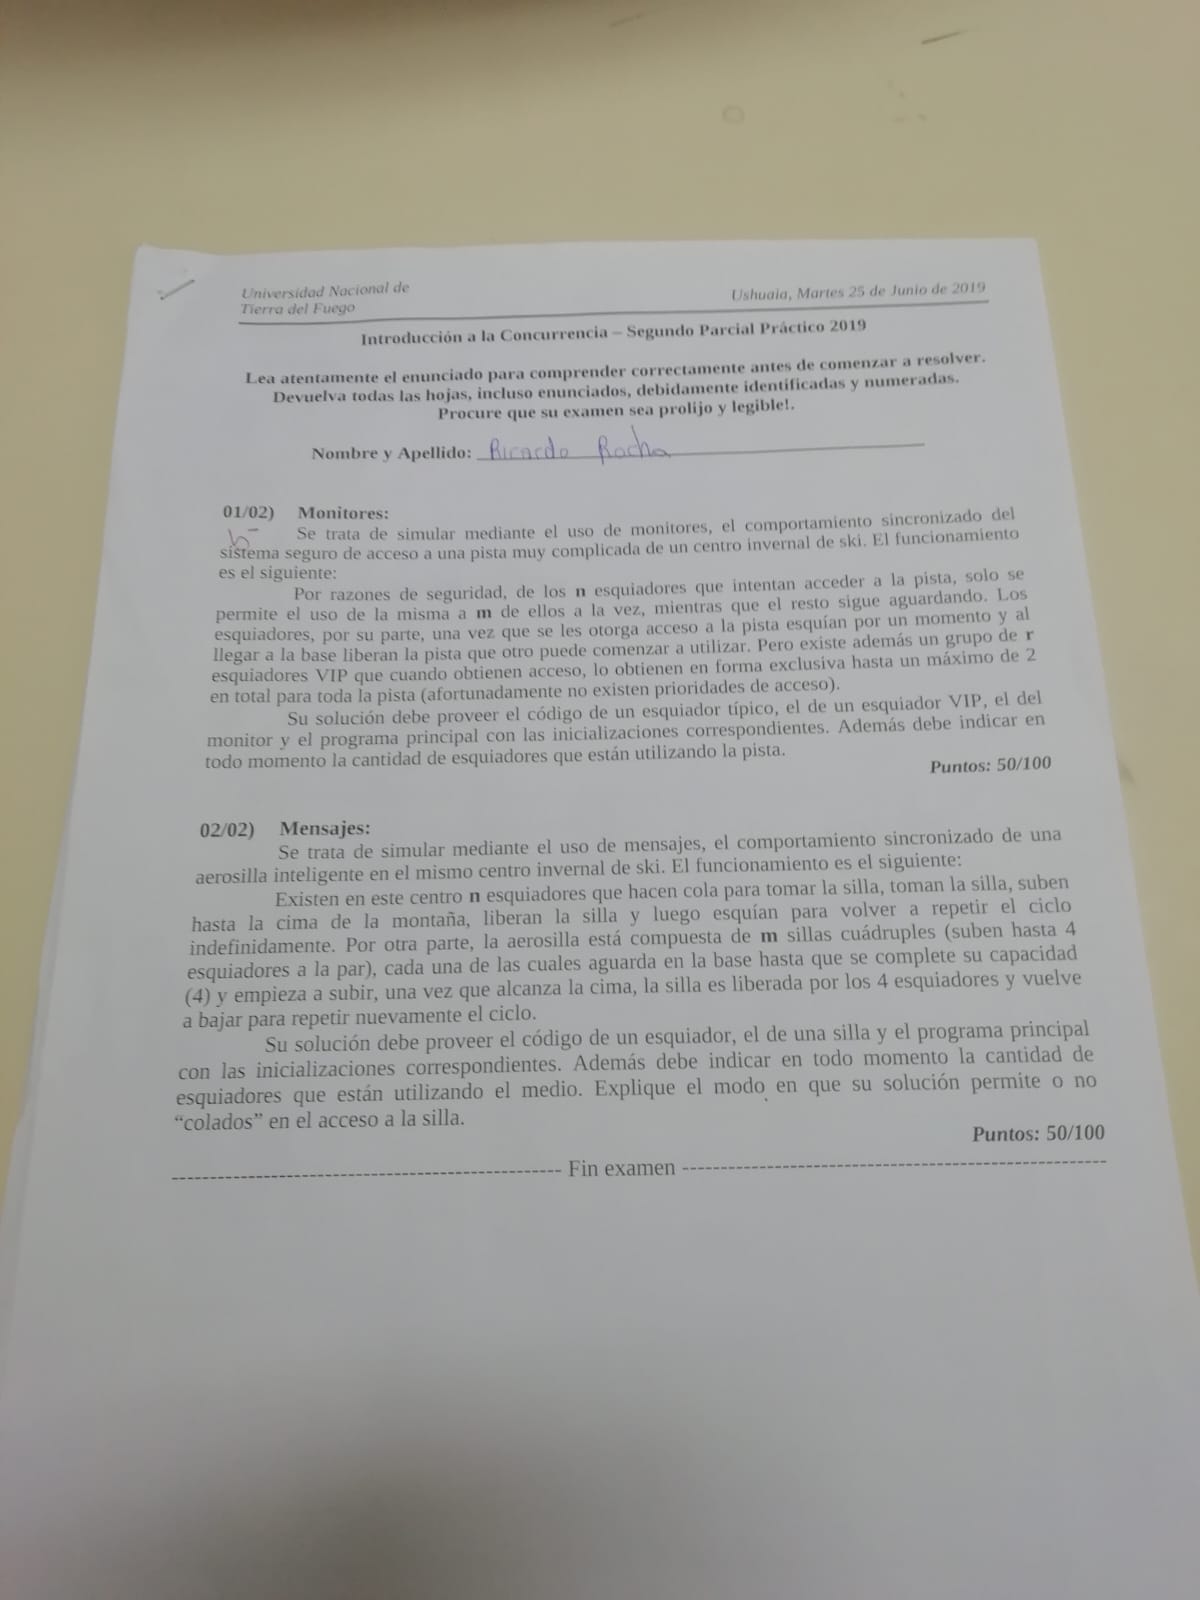 Universidad Nacional de
Tierra del Fuego
Ushuaia, Martes 25 de Junio de 2019
Introducción a la Concurrencia – Segundo Parcial Práctico 2019
Lea atentamente el enunciado para comprender correctamente antes de comenzar a resolver.
Devuelva todas las hojas, incluso enunciados, debidamente identificadas y numeradas.
Procure que su examen sea prolijo y legible!.
Nombre y Apellido: Ricardo Rocha
01/02) Monitores:
Se trata de simular mediante el uso de monitores, el comportamiento sincronizado del
sistema seguro de acceso a una pista muy complicada de un centro invernal de ski. El funcionamiento
es el siguiente:
Por razones de seguridad, de los n esquiadores que intentan acceder a la pista, solo se
permite el uso de la misma a m de ellos a la vez, mientras que el resto sigue aguardando. Los
esquiadores, por su parte, una vez que se les otorga acceso a la pista esquían por un momento y al
llegar a la base liberan la pista que otro puede comenzar a utilizar. Pero existe además un grupo de r
esquiadores VIP que cuando obtienen acceso, lo obtienen en forma exclusiva hasta un máximo de 2
en total para toda la pista (afortunadamente no existen prioridades de acceso).
Su solución debe proveer el código de un esquiador típico, el de un esquiador VIP, el del
monitor y el programa principal con las inicializaciones correspondientes. Además debe indicar en
todo momento la cantidad de esquiadores que están utilizando la pista.
Puntos: 50/100
02/02) Mensajes:
Se trata de simular mediante el uso de mensajes, el comportamiento sincronizado de una
aerosilla inteligente en el mismo centro invernal de ski. El funcionamiento es el siguiente:
Existen en este centro n esquiadores que hacen cola para tomar la silla, toman la silla, suben
hasta la cima de la montaña, liberan la silla y luego esquían para volver a repetir el ciclo
indefinidamente. Por otra parte, la aerosilla está compuesta de m sillas cuádruples (suben hasta 4
esquiadores a la par), cada una de las cuales aguarda en la base hasta que se complete su capacidad
(4) y empieza a subir, una vez que alcanza la cima, la silla es liberada por los 4 esquiadores y vuelve
a bajar para repetir nuevamente el ciclo.
Su solución debe proveer el código de un esquiador, el de una silla y el programa principal
con las inicializaciones correspondientes. Además debe indicar en todo momento la cantidad de
esquiadores que están utilizando el medio. Explique el modo en que su solución permite o no
“colados” en el acceso a la silla.
Puntos: 50/100
Fin examen